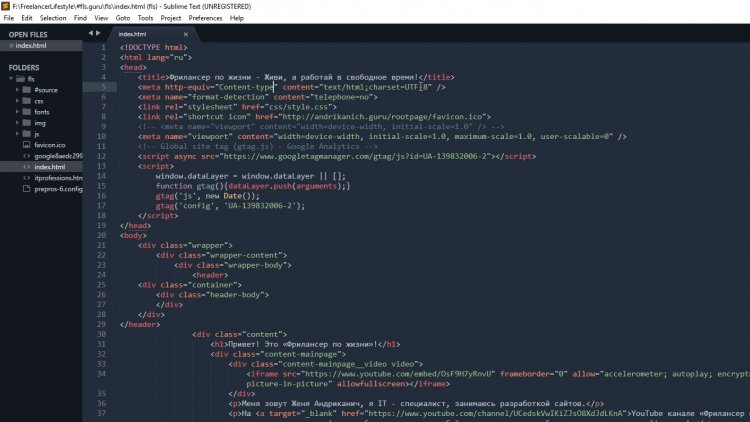 F:\FreelancerLifestyle\#fls.guru\fls\index.html (fls) - Sublime Text (UNREGISTERED)
File Edit Selection Find View Goto Tools Project Preferences Help
OPEN FILES
× index.html
FOLDERS
fls
#source
css
fonts
img
js
favicon.ico
google8aedc299
index.html
itprofessions.htm
prepros-6.config
index.html ×
1 <!DOCTYPE html>
2 <html lang="ru">
3 <head>
4 <title>Фрилансер по жизни - Живи, а работай в свободное время!</title>
5 <meta http-equiv="Content-type" content="text/html;charset=UTF-8" />
6 <meta name="format-detection" content="telephone=no">
7 <link rel="stylesheet" href="css/style.css">
8 <link rel="shortcut icon" href="http://andrikanich.guru/rootpage/favicon.ico">
9 <!-- <meta name="viewport" content="width=device-width, initial-scale=1.0" /> -->
10 <meta name="viewport" content="width=device-width, initial-scale=1.0, maximum-scale=1.0, user-scalable=0" />
11 <!-- Global site tag (gtag.js) - Google Analytics -->
12 <script async src="https://www.googletagmanager.com/gtag/js?id=UA-139832006-2"></script>
13 <script>
14 window.dataLayer = window.dataLayer || [];
15 function gtag(){dataLayer.push(arguments);}
16 gtag('js', new Date());
17 gtag('config', 'UA-139832006-2');
18 </script>
19 </head>
20 <body>
21 <div class="wrapper">
22 <div class="wrapper-content">
23 <div class="wrapper-body">
24 <header>
25 <div class="container">
26 <div class="header-body">
27 </div>
28 </div>
29 </header>
30 <div class="content">
31 <h1>Привет! Это «Фрилансер по жизни»!</h1>
32 <div class="content-mainpage">
33 <div class="content-mainpage__video video">
34 <iframe src="https://www.youtube.com/embed/OsF9H7yRnvU" frameborder="0" allow="accelerometer; autoplay; encrypt
picture-in-picture" allowfullscreen></iframe>
35 </div>
36 <p>Меня зовут Женя Андриканич, я IT - специалист, занимаюсь разработкой сайтов.</p>
37 <p>На <a target="_blank" href="https://www.youtube.com/channel/UCedskVwIKiZJsO8XdJdLKnA">YouTube канале «Фрилансер п